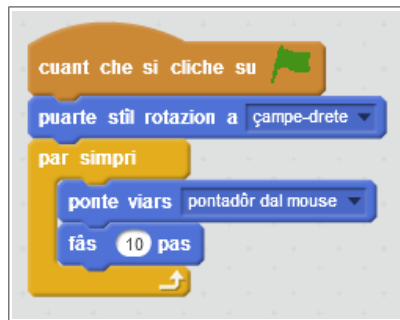 cuant che si cliche su
puarte stîl rotazion a çampe-drete
par simpri
ponte viars pontadôr dal mouse
fâs 10 pas